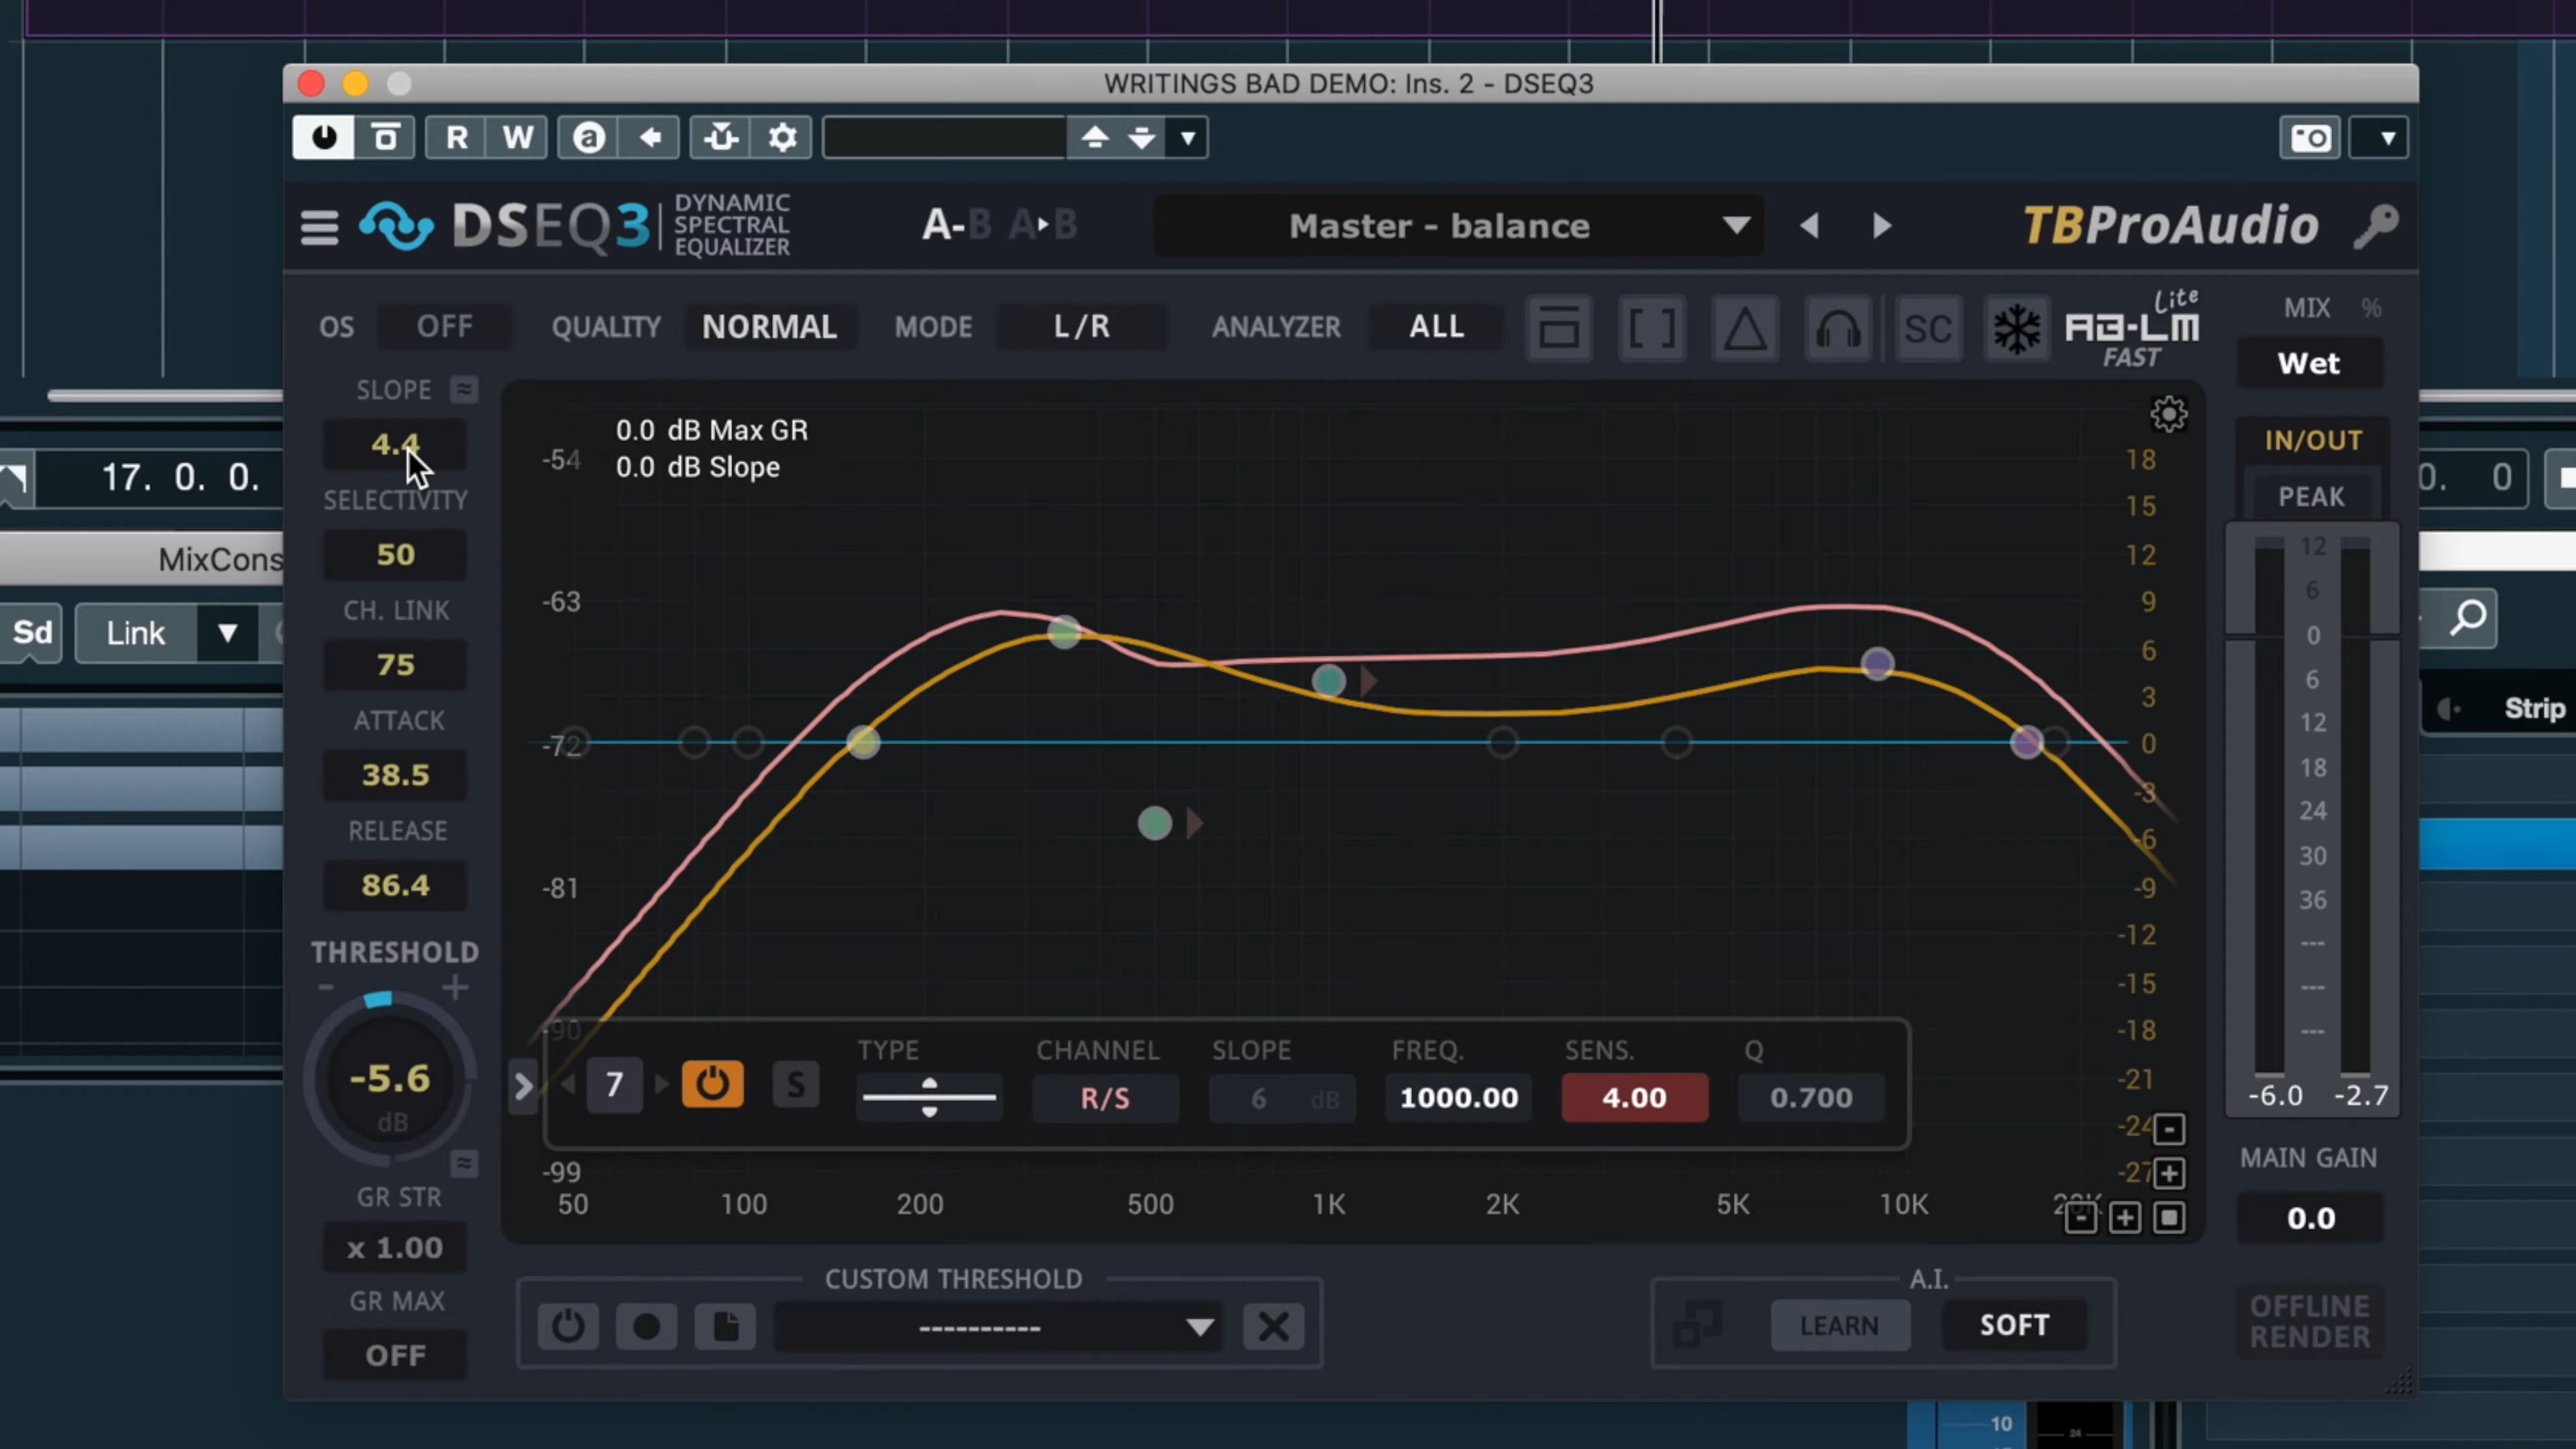 WRITINGS BAD DEMO: Ins. 2 - DSEQ3
R W a
DSEQ3 DYNAMIC SPECTRAL EQUALIZER A-B A B Master - balance TBProAudio
OS OFF QUALITY NORMAL MODE L/R ANALYZER ALL SC AB-LM Lite FAST MIX %
Wet
SLOPE
4.4
SELECTIVITY
50
CH. LINK
75
ATTACK
38.5
RELEASE
86.4
THRESHOLD
- +
-5.6
dB
GR STR
x 1.00
GR MAX
OFF
0.0 dB Max GR
0.0 dB Slope
-54
-63
-72
-81
-90
-99
18
15
12
9
6
3
0
-3
-6
-9
-12
-15
-18
-21
-24
-27
TYPE CHANNEL SLOPE FREQ. SENS. Q
7 S R/S 6 dB 1000.00 4.00 0.700
50 100 200 500 1K 2K 5K 10K 20K
CUSTOM THRESHOLD
----------
A.I.
LEARN SOFT
IN/OUT
PEAK
12
6
0
6
12
18
24
30
36
---
---
---
-6.0 -2.7
MAIN GAIN
0.0
OFFLINE
RENDER
17. 0. 0.
MixCons
Sd Link
0. 0
Strip
10
24